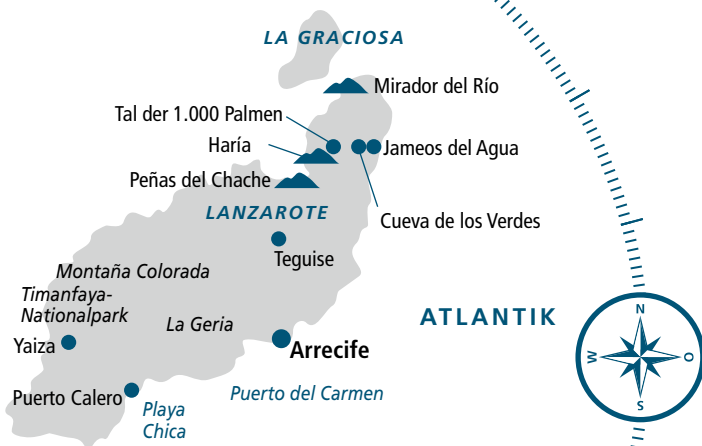 LA GRACIOSA
Mirador del Río
Tal der 1.000 Palmen
Haría
Jameos del Agua
Peñas del Chache
LANZAROTE
Cueva de los Verdes
Teguise
Montaña Colorada
Timanfaya-
Nationalpark
La Geria
ATLANTIK
Yaiza
Arrecife
Puerto Calero
Playa
Chica
Puerto del Carmen
N
W
O
S